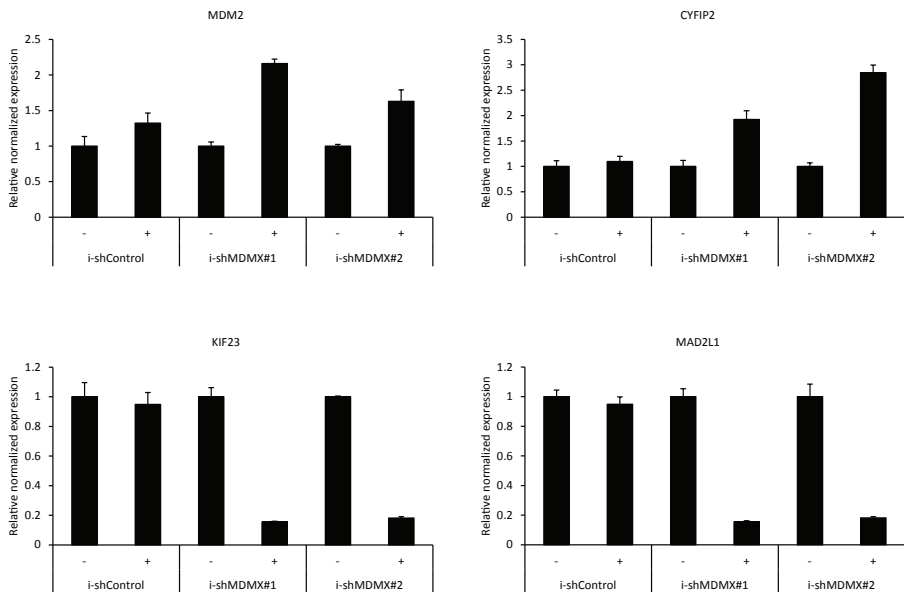 MDM2
Relative normalized expression
2.5
2
1.5
1
0.5
0
- + - + - +
i-shControl i-shMDMX#1 i-shMDMX#2
CYFIP2
Relative normalized expression
3.5
3
2.5
2
1.5
1
0.5
0
- + - + - +
i-shControl i-shMDMX#1 i-shMDMX#2
KIF23
Relative normalized expression
1.2
1
0.8
0.6
0.4
0.2
0
- + - + - +
i-shControl i-shMDMX#1 i-shMDMX#2
MAD2L1
Relative normalized expression
1.2
1
0.8
0.6
0.4
0.2
0
- + - + - +
i-shControl i-shMDMX#1 i-shMDMX#2